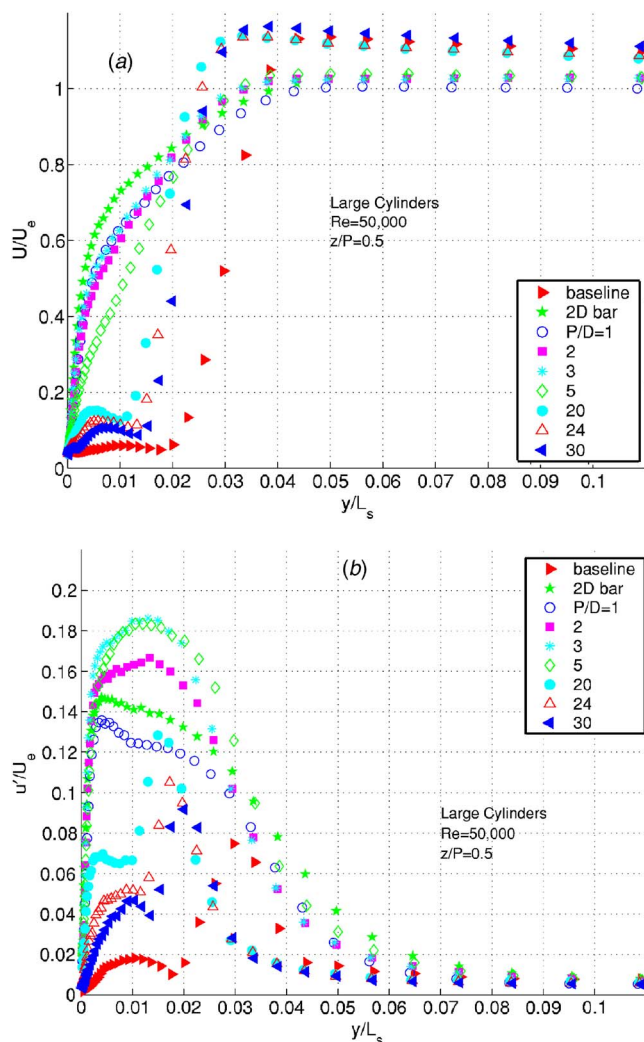 (a)
1
0.8
0.6
0.4
0.2
0
U/Uₑ
Large Cylinders
Re=50,000
z/P=0.5
baseline
2D bar
P/D=1
2
3
5
20
24
30
0 0.01 0.02 0.03 0.04 0.05 0.06 0.07 0.08 0.09 0.1
y/Lₛ
(b)
0.2
0.18
0.16
0.14
0.12
0.1
0.08
0.06
0.04
0.02
0
u'/Uₑ
baseline
2D bar
P/D=1
2
3
5
20
24
30
Large Cylinders
Re=50,000
z/P=0.5
0 0.01 0.02 0.03 0.04 0.05 0.06 0.07 0.08 0.09 0.1
y/Lₛ